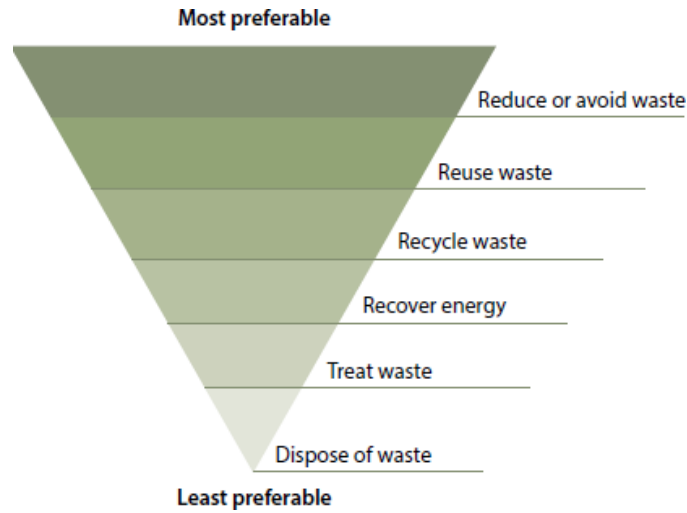 Most preferable
Reduce or avoid waste
Reuse waste
Recycle waste
Recover energy
Treat waste
Dispose of waste
Least preferable